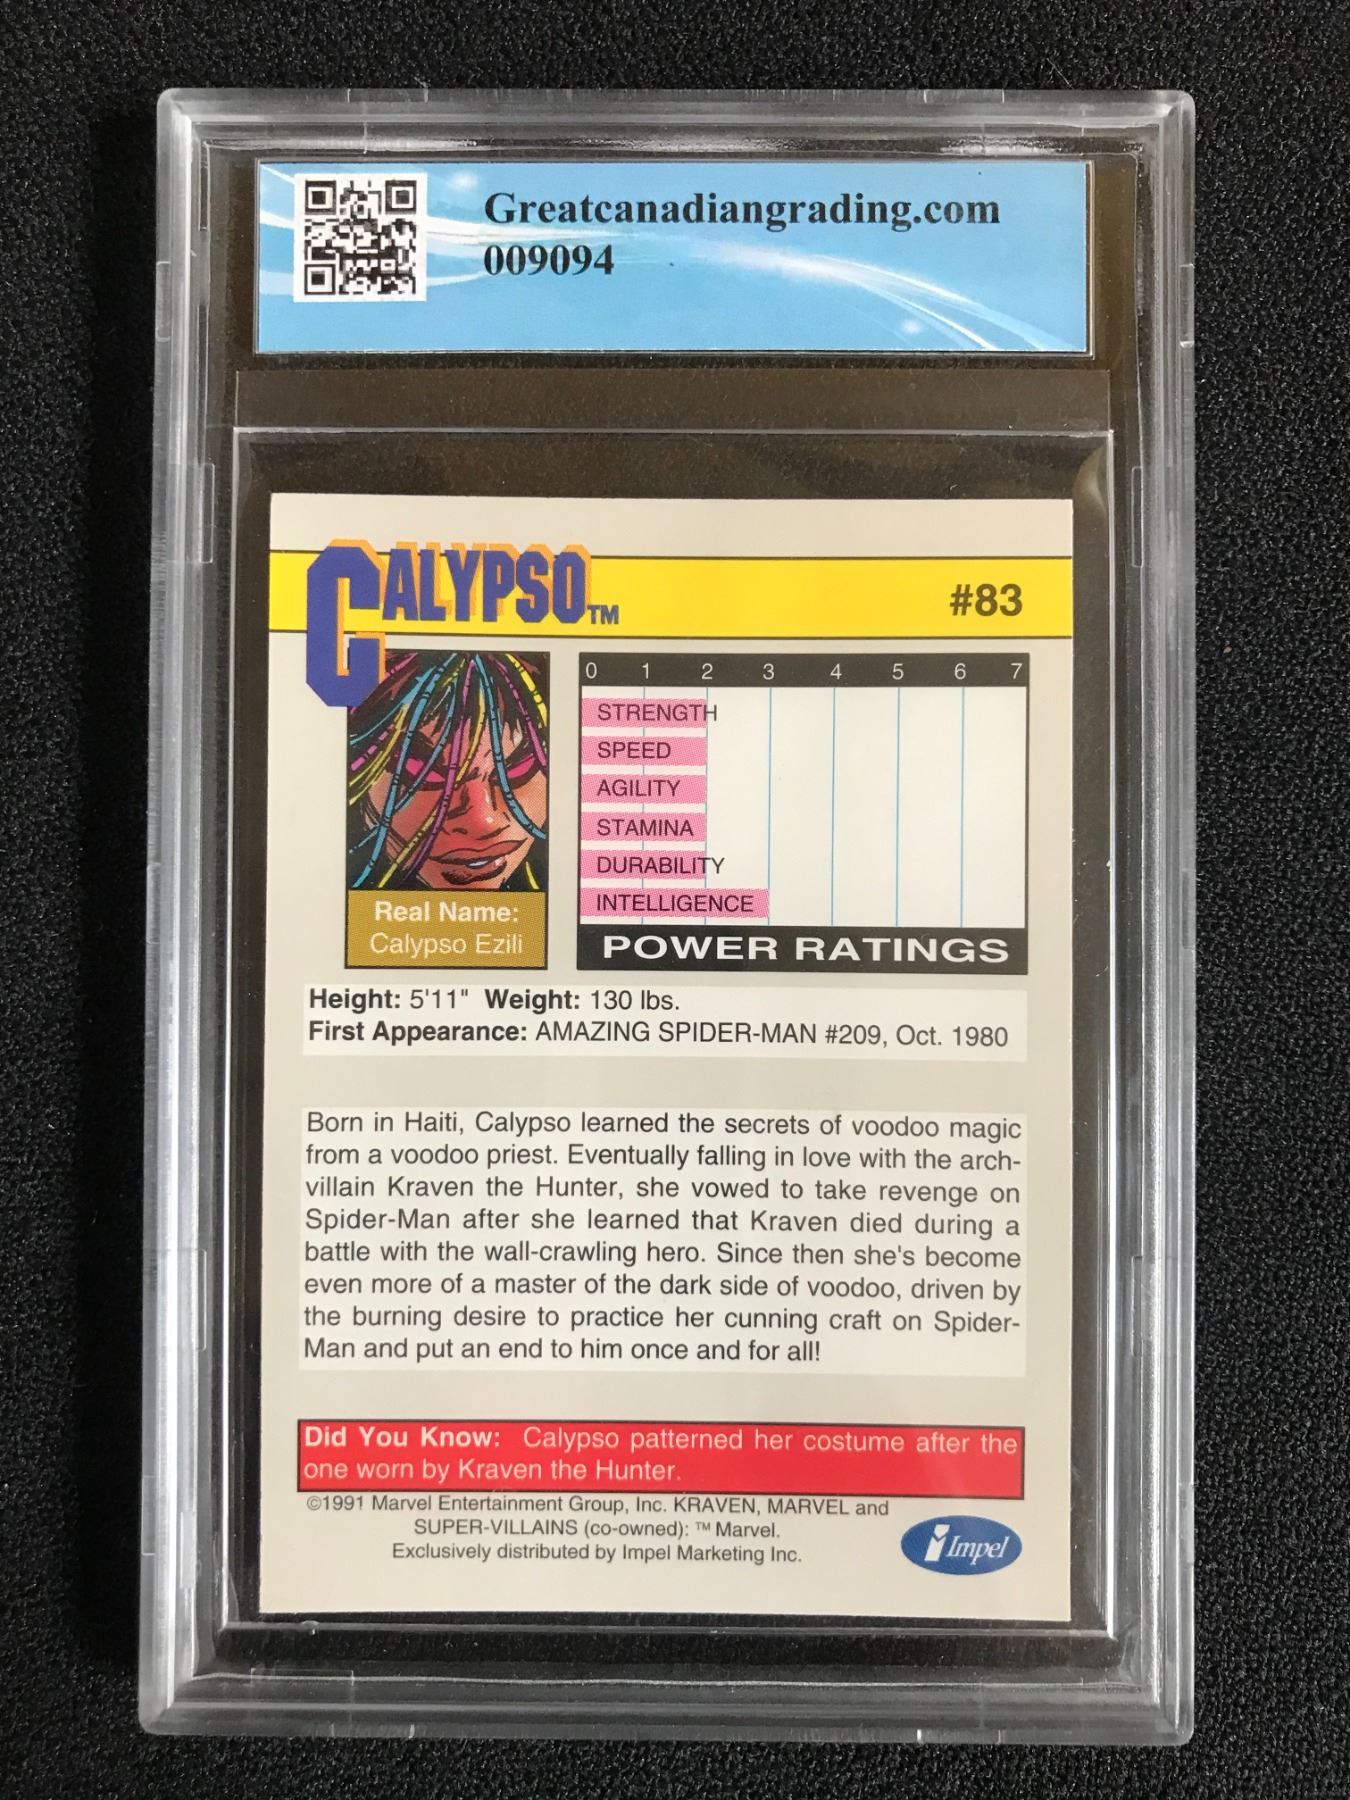 Greatcanadiangrading.com
009094
CALYPSO™
#83
0 1 2 3 4 5 6 7
STRENGTH
SPEED
AGILITY
STAMINA
DURABILITY
INTELLIGENCE
POWER RATINGS
Real Name:
Calypso Ezili
Height: 5'11" Weight: 130 lbs.
First Appearance: AMAZING SPIDER-MAN #209, Oct. 1980
Born in Haiti, Calypso learned the secrets of voodoo magic
from a voodoo priest. Eventually falling in love with the arch-
villain Kraven the Hunter, she vowed to take revenge on
Spider-Man after she learned that Kraven died during a
battle with the wall-crawling hero. Since then she's become
even more of a master of the dark side of voodoo, driven by
the burning desire to practice her cunning craft on Spider-
Man and put an end to him once and for all!
Did You Know: Calypso patterned her costume after the
one worn by Kraven the Hunter.
©1991 Marvel Entertainment Group, Inc. KRAVEN, MARVEL and
SUPER-VILLAINS (co-owned): ™ Marvel.
Exclusively distributed by Impel Marketing Inc.
Impel